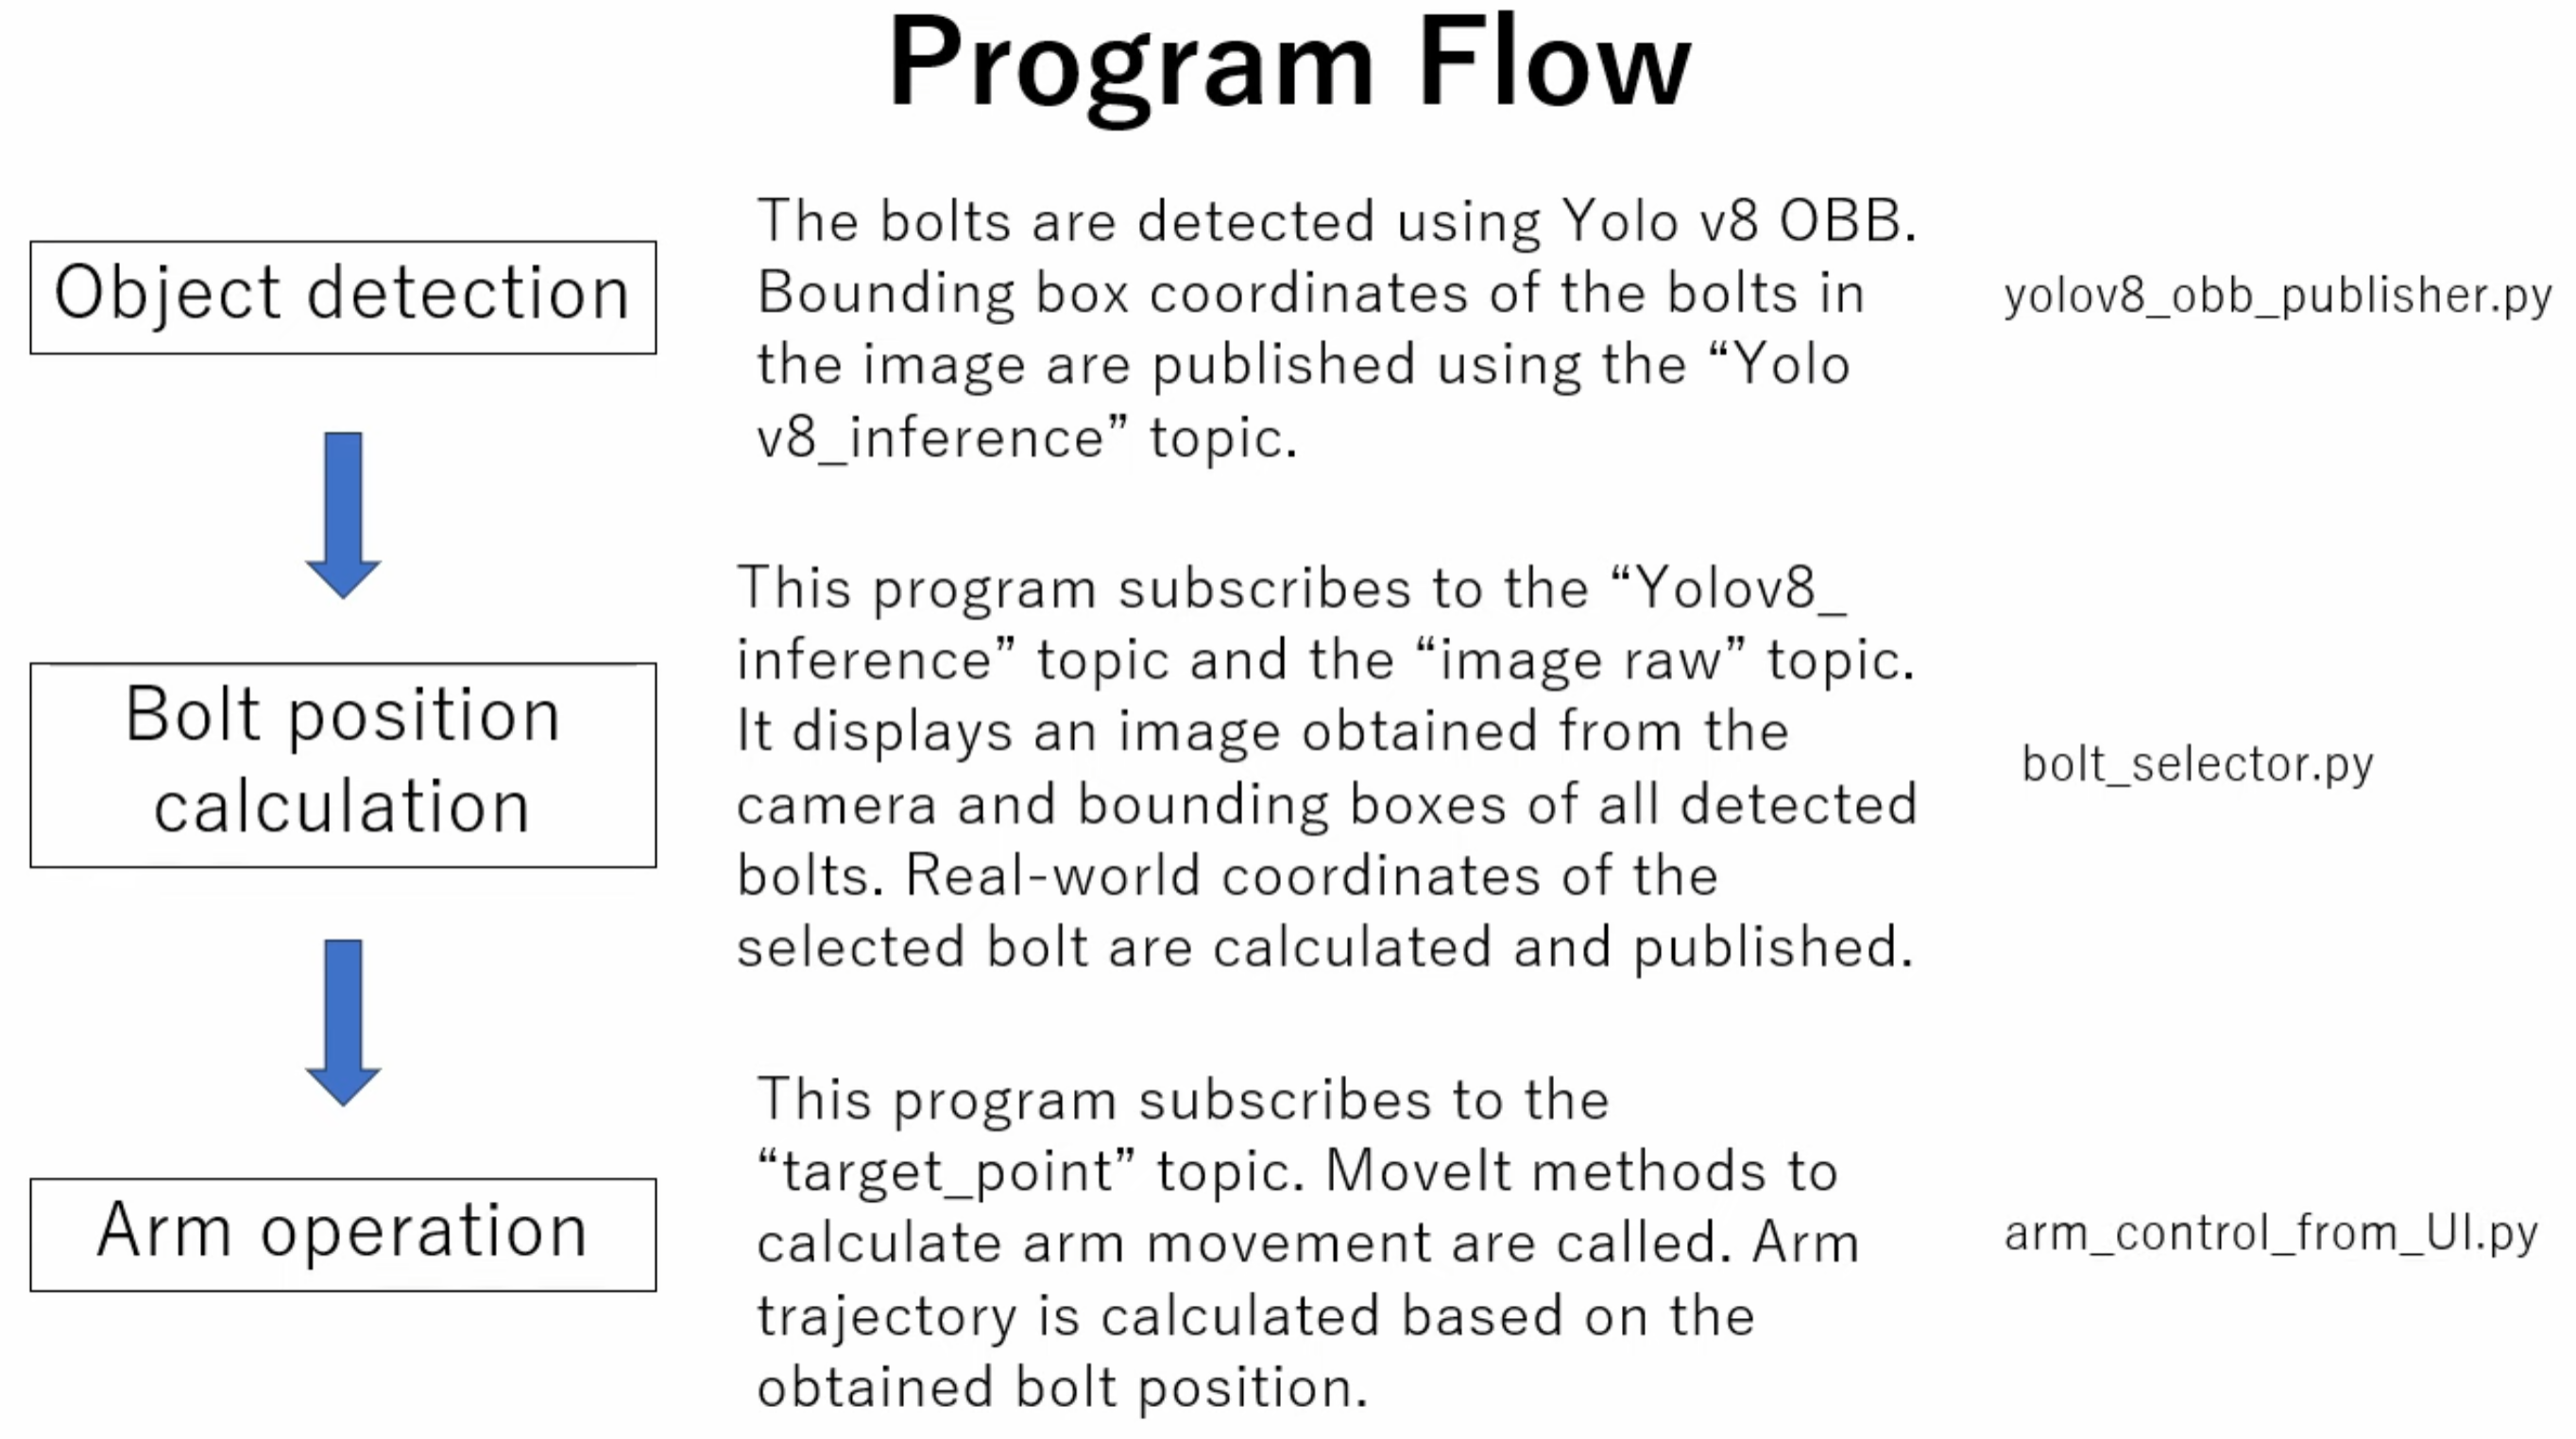 Program Flow
Object detection
The bolts are detected using Yolo v8 OBB.
Bounding box coordinates of the bolts in
the image are published using the “Yolo
v8_inference” topic.
yolov8_obb_publisher.py
Bolt position
calculation
This program subscribes to the “Yolov8_
inference” topic and the “image raw” topic.
It displays an image obtained from the
camera and bounding boxes of all detected
bolts. Real-world coordinates of the
selected bolt are calculated and published.
bolt_selector.py
Arm operation
This program subscribes to the
“target_point” topic. MoveIt methods to
calculate arm movement are called. Arm
trajectory is calculated based on the
obtained bolt position.
arm_control_from_UI.py